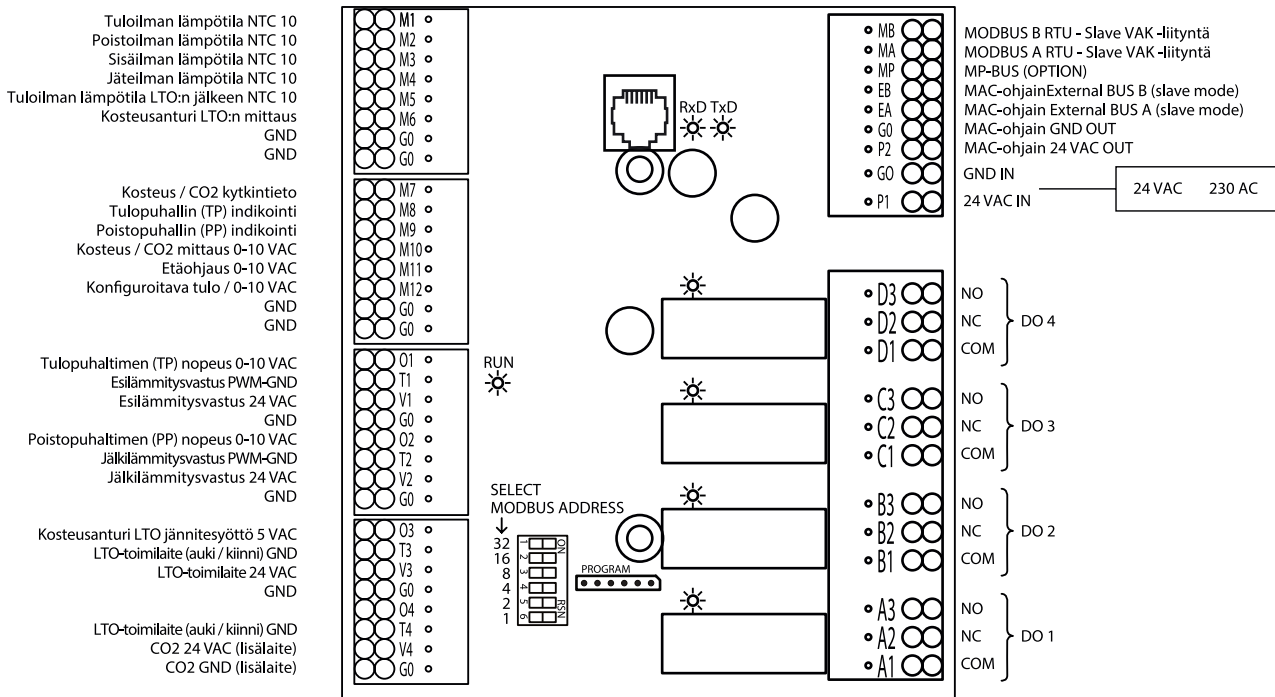 Tuloilman lämpötila NTC 10 M1
Poistoilman lämpötila NTC 10 M2
Sisäilman lämpötila NTC 10 M3
Jäteilman lämpötila NTC 10 M4
Tuloilman lämpötila LTO:n jälkeen NTC 10 M5
Kosteusanturi LTO:n mittaus M6
GND G0
GND G0
Kosteus / CO2 kytkintieto M7
Tulopuhallin (TP) indikointi M8
Poistopuhallin (PP) indikointi M9
Kosteus / CO2 mittaus 0-10 VAC M10
Etäohjaus 0-10 VAC M11
Konfiguroitava tulo / 0-10 VAC M12
GND G0
GND G0
Tulopuhaltimen (TP) nopeus 0-10 VAC O1
Esilämmitysvastus PWM-GND T1
Esilämmitysvastus 24 VAC V1
GND G0
Poistopuhaltimen (PP) nopeus 0-10 VAC O2
Jälkilämmitysvastus PWM-GND T2
Jälkilämmitysvastus 24 VAC V2
GND G0
Kosteusanturi LTO jännitesyöttö 5 VAC O3
LTO-toimilaite (auki / kiinni) GND T3
LTO-toimilaite 24 VAC V3
GND G0
O4
LTO-toimilaite (auki / kiinni) GND T4
CO2 24 VAC (lisälaite) V4
CO2 GND (lisälaite) G0
RxD TxD
RUN
SELECT
MODBUS ADDRESS
32 1 ON
16 2
8 3
4 4
2 5 RSN
1 6
PROGRAM
MB MODBUS B RTU - Slave VAK -liityntä
MA MODBUS A RTU - Slave VAK -liityntä
MP MP-BUS (OPTION)
EB MAC-ohjainExternal BUS B (slave mode)
EA MAC-ohjain External BUS A (slave mode)
G0 MAC-ohjain GND OUT
P2 MAC-ohjain 24 VAC OUT
GO GND IN
P1 24 VAC IN
24 VAC 230 AC
D3 NO
D2 NC DO 4
D1 COM
C3 NO
C2 NC DO 3
C1 COM
B3 NO
B2 NC DO 2
B1 COM
A3 NO
A2 NC DO 1
A1 COM